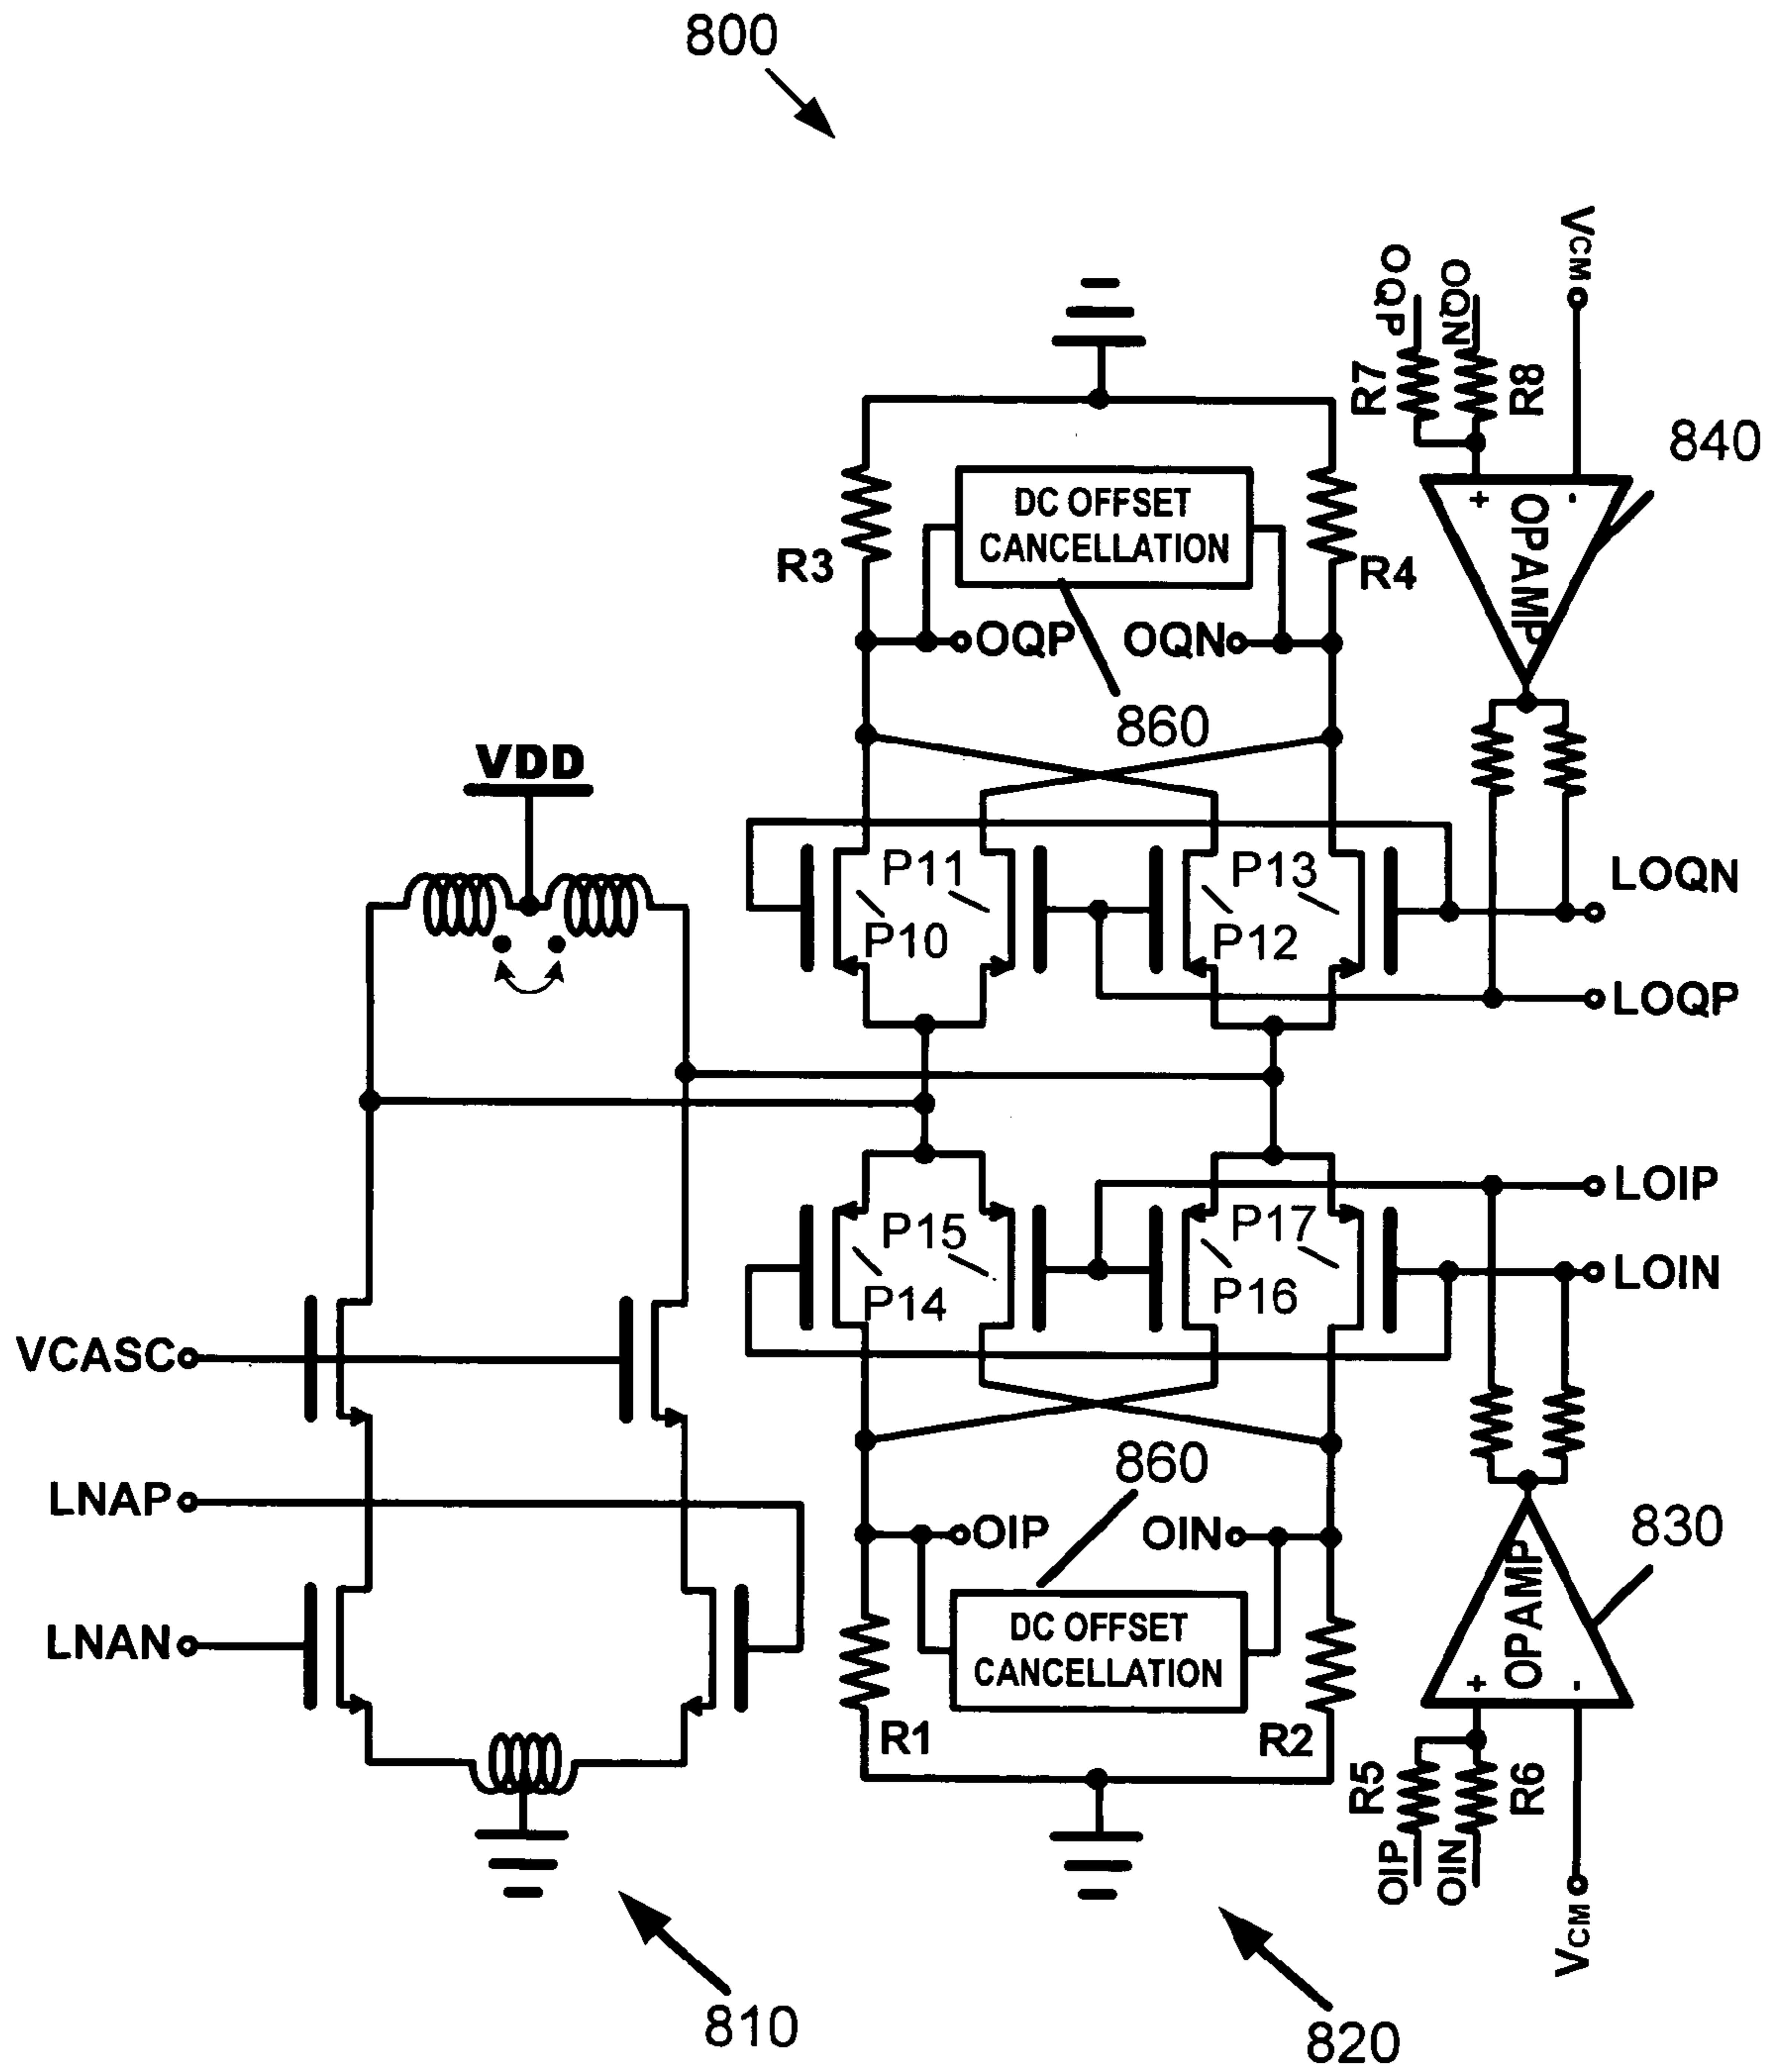 800
VCM
OQP
OQN
R7
R8
840
+
OPAMP
-
DC OFFSET
CANCELLATION
R3
R4
OQP
OQN
860
VDD
P11
P13
P10
P12
LOQN
LOQP
LOIP
LOIN
P15
P17
P14
P16
VCASC
LNAP
LNAN
860
OIP
OIN
DC OFFSET
CANCELLATION
R1
R2
830
OPAMP
+
-
R5
R6
OIP
OIN
VCM
810
820